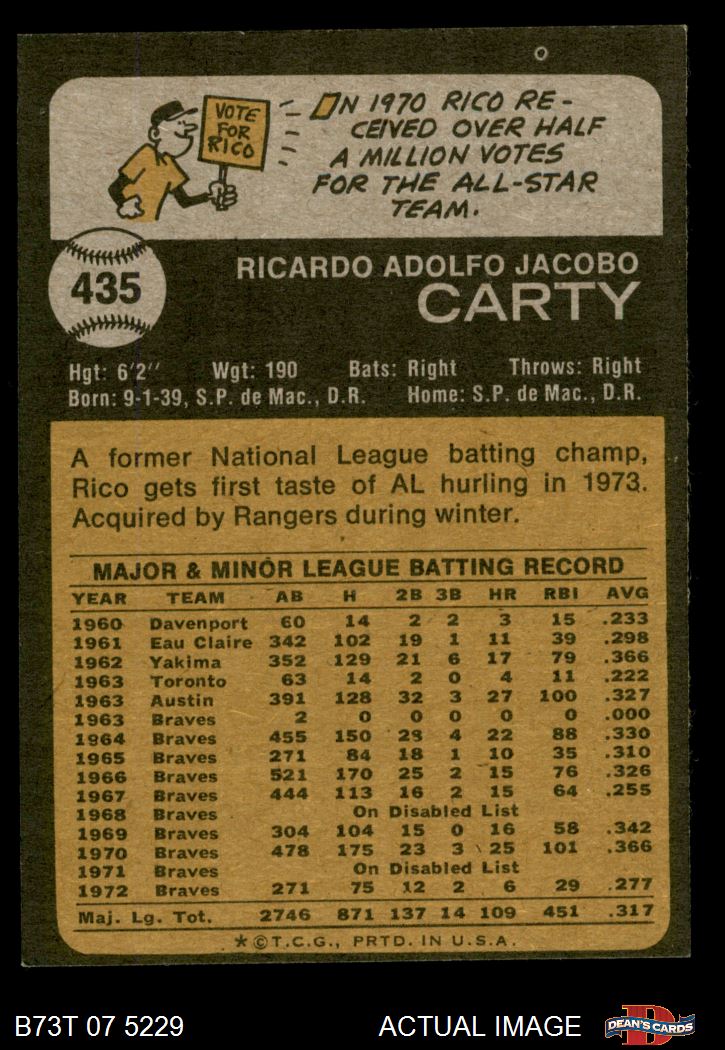 VOTE
FOR
RICO
IN 1970 RICO RE-
CEIVED OVER HALF
A MILLION VOTES
FOR THE ALL-STAR
TEAM.
435
RICARDO ADOLFO JACOBO
CARTY
Hgt: 6'2" Wgt: 190 Bats: Right Throws: Right
Born: 9-1-39, S.P. de Mac., D.R. Home: S.P. de Mac., D.R.
A former National League batting champ,
Rico gets first taste of AL hurling in 1973.
Acquired by Rangers during winter.
MAJOR & MINOR LEAGUE BATTING RECORD
YEAR TEAM AB H 2B 3B HR RBI AVG
1960 Davenport 60 14 2 2 3 15 .233
1961 Eau Claire 342 102 19 1 11 39 .298
1962 Yakima 352 129 21 6 17 79 .366
1963 Toronto 63 14 2 0 4 11 .222
1963 Austin 391 128 32 3 27 100 .327
1963 Braves 2 0 0 0 0 0 .000
1964 Braves 455 150 28 4 22 88 .330
1965 Braves 271 84 18 1 10 35 .310
1966 Braves 521 170 25 2 15 76 .326
1967 Braves 444 113 16 2 15 64 .255
1968 Braves On Disabled List
1969 Braves 304 104 15 0 16 58 .342
1970 Braves 478 175 23 3 25 101 .366
1971 Braves On Disabled List
1972 Braves 271 75 12 2 6 29 .277
Maj. Lg. Tot. 2746 871 137 14 109 451 .317
*©T.C.G., PRTD. IN U.S.A.
B73T 07 5229 ACTUAL IMAGE DEAN'S CARDS